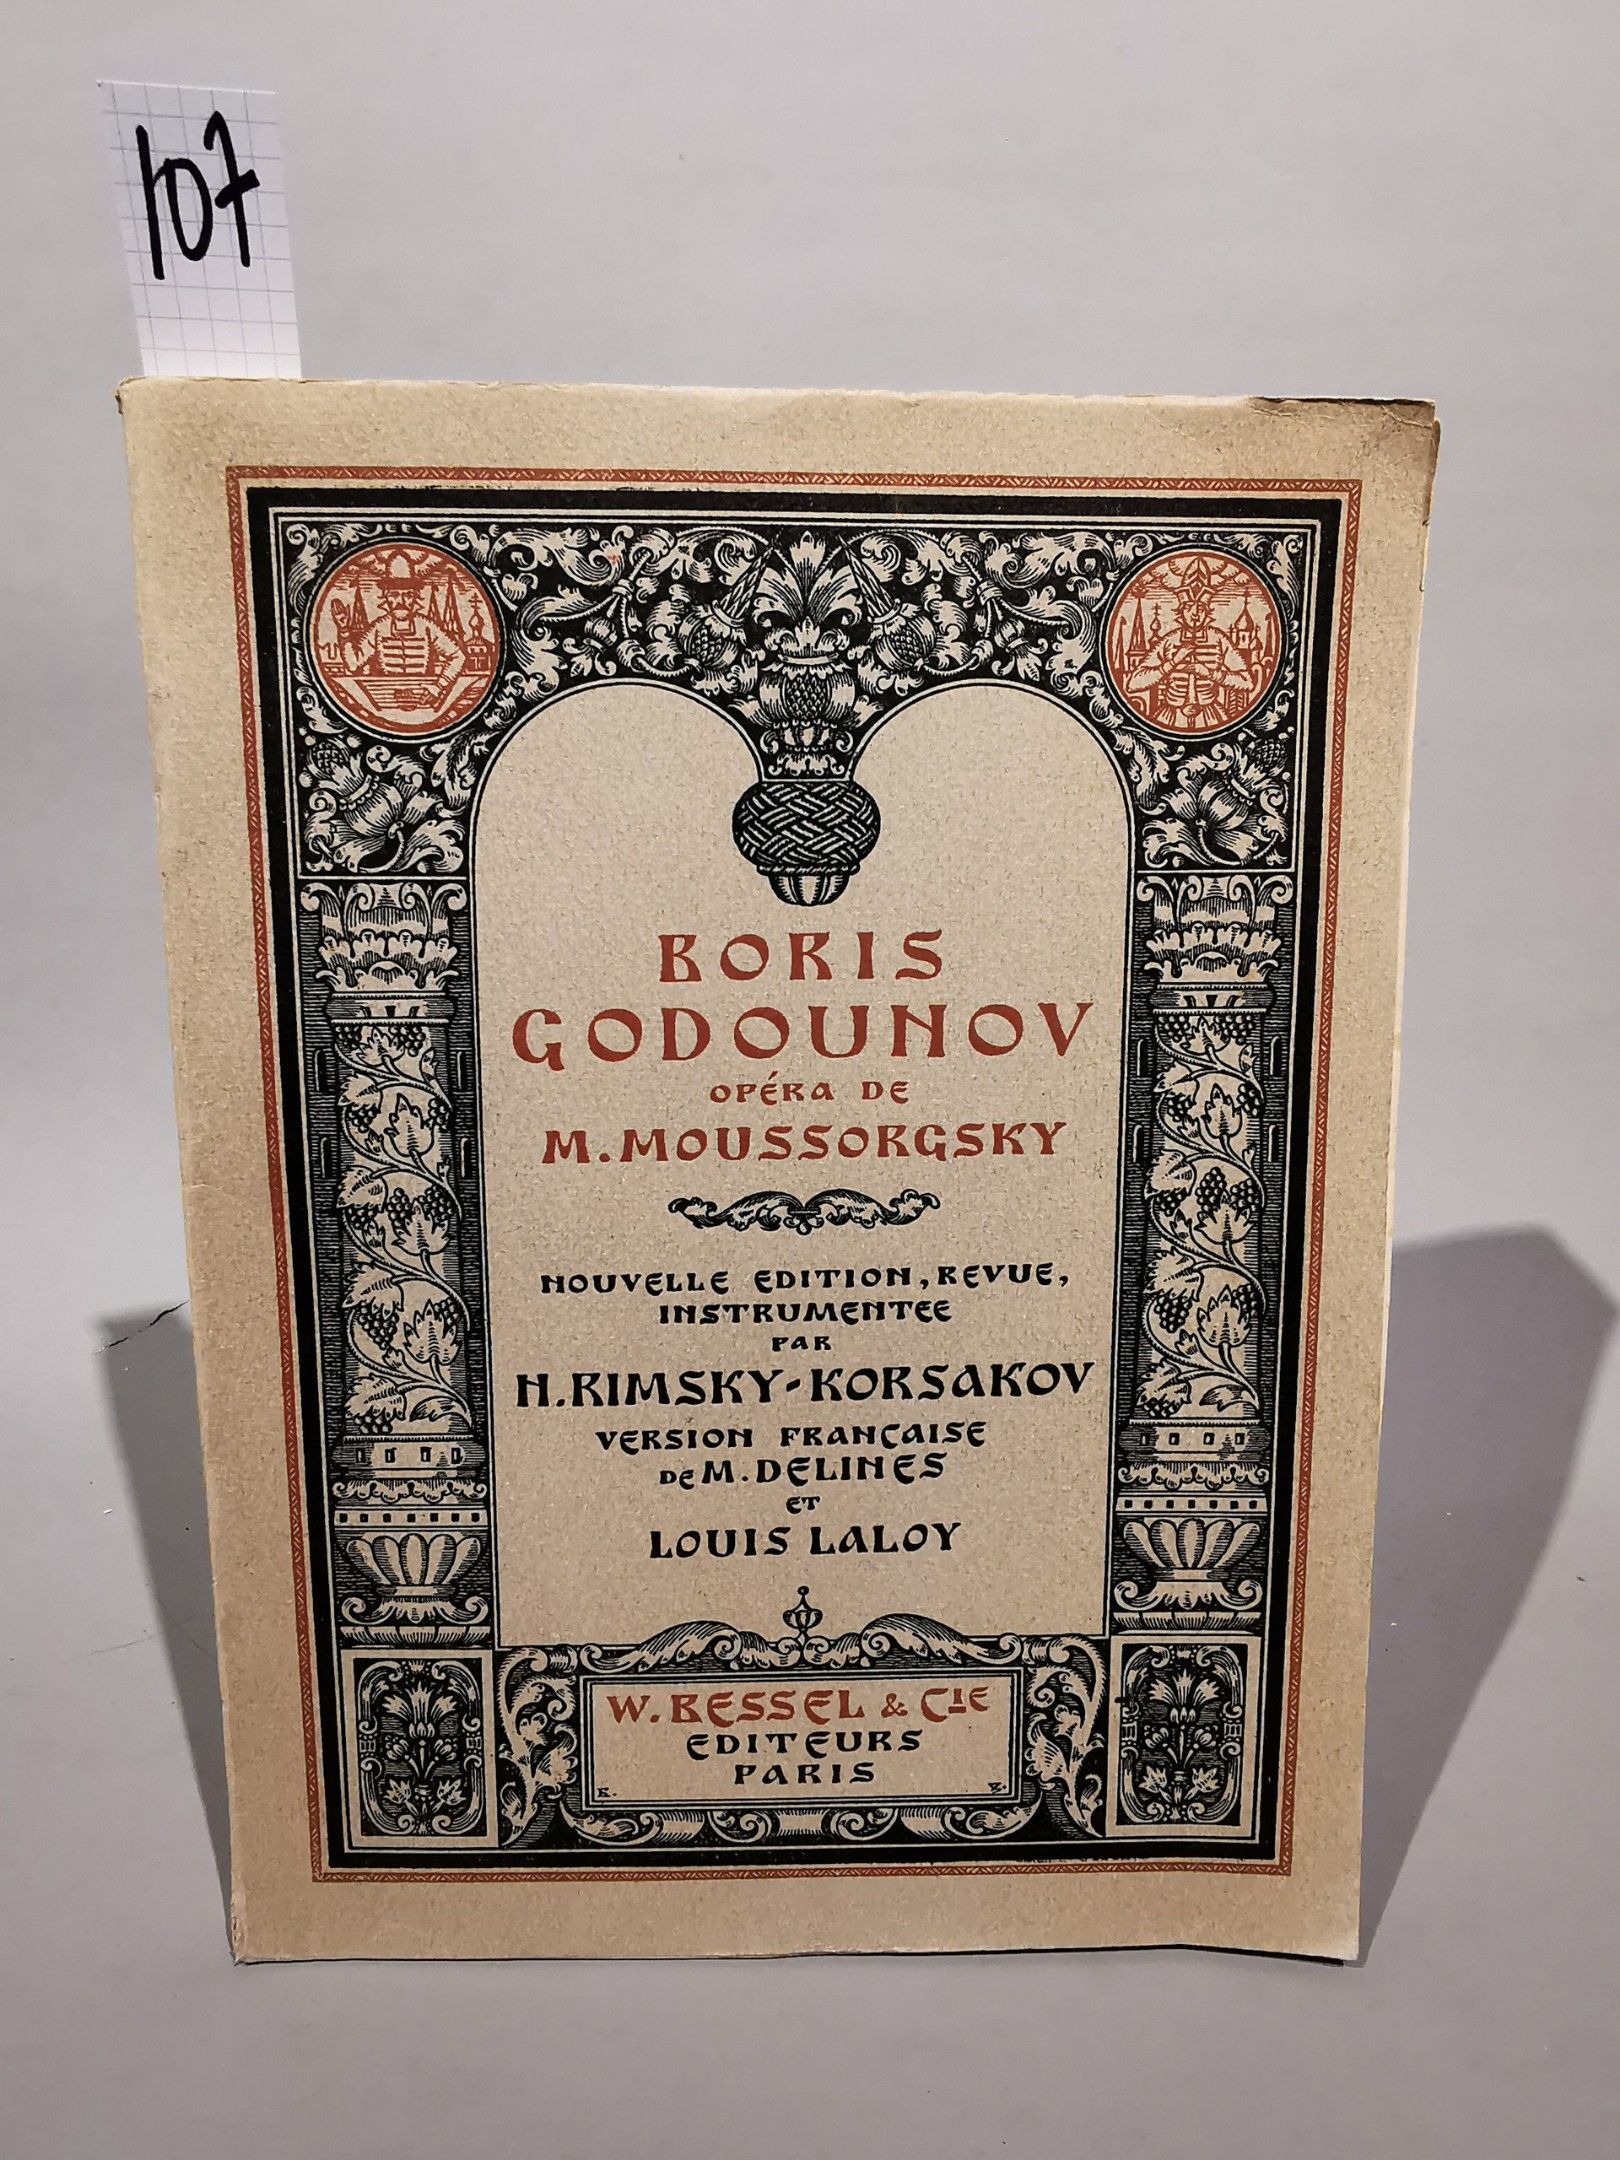 107
BORIS
GODOUNOV
OPÉRA DE
M. MOUSSORGSKY
NOUVELLE EDITION, REVUE,
INSTRUMENTEE
PAR
N. RIMSKY-KORSAKOV
VERSION FRANÇAISE
DE M. DELINES
ET
LOUIS LALOY
W. BESSEL & CIE
EDITEURS
PARIS